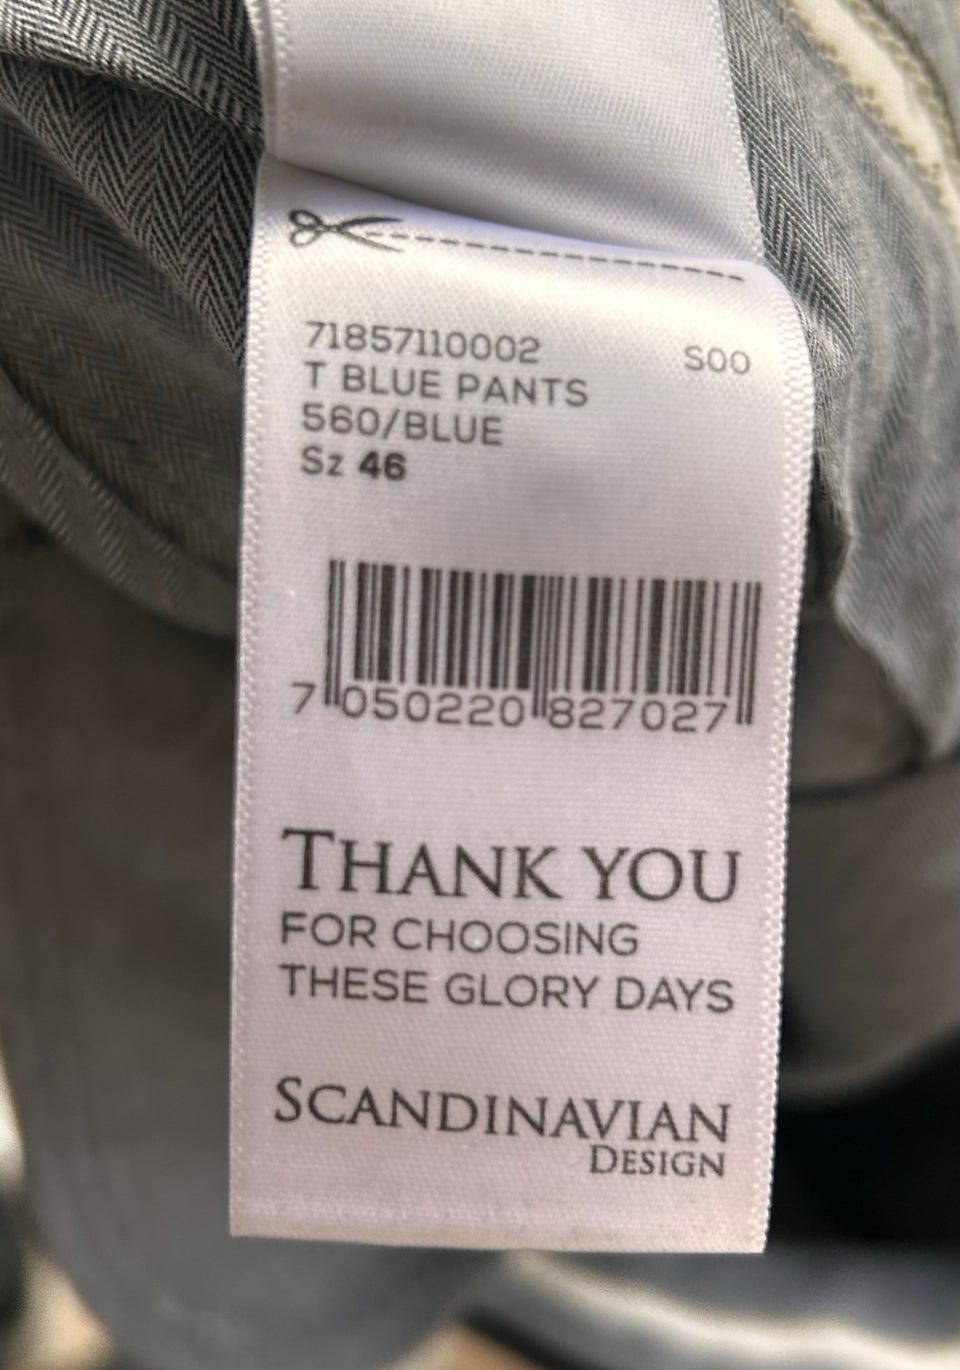 71857110002 S00
T BLUE PANTS
560/BLUE
Sz 46
7 050220 827027
THANK YOU
FOR CHOOSING
THESE GLORY DAYS
SCANDINAVIAN
DESIGN